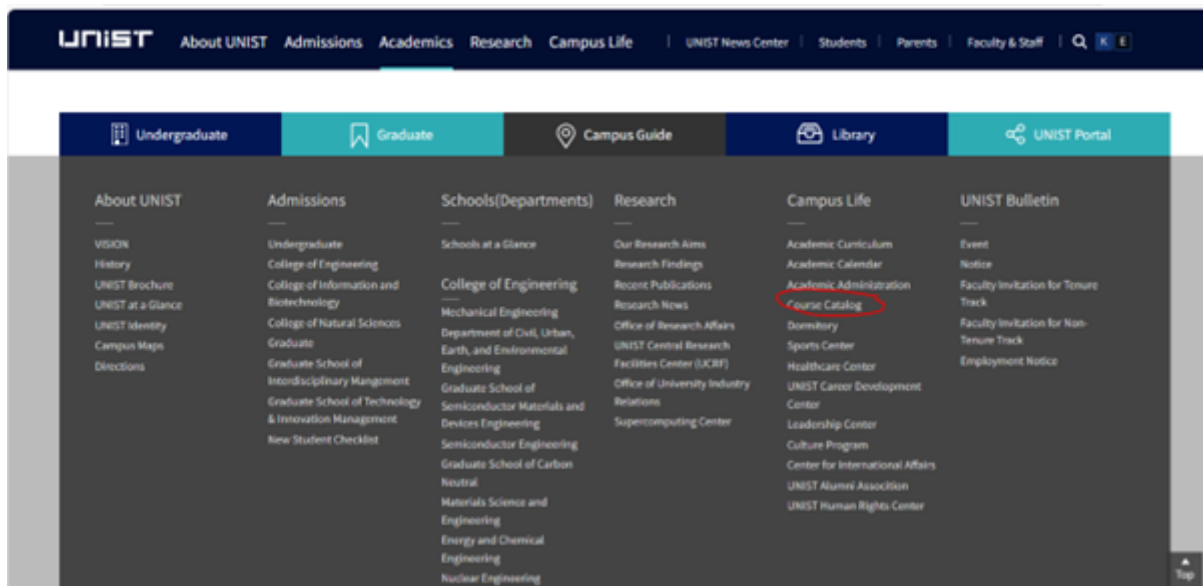 UNIST About UNIST Admissions Academics Research Campus Life UNIST News Center Students Parents Faculty & Staff K E
Undergraduate Graduate Campus Guide Library UNIST Portal
About UNIST
VISION
History
UNIST Brochure
UNIST at a Glance
UNIST Identity
Campus Maps
Directions
Admissions
Undergraduate
College of Engineering
College of Information and
Biotechnology
College of Natural Sciences
Graduate
Graduate School of
Interdisciplinary Mangement
Graduate School of Technology
& Innovation Management
New Student Checklist
Schools(Departments)
Schools at a Glance
College of Engineering
Mechanical Engineering
Department of Civil, Urban,
Earth, and Environmental
Engineering
Graduate School of
Semiconductor Materials and
Devices Engineering
Semiconductor Engineering
Graduate School of Carbon
Neutral
Materials Science and
Engineering
Energy and Chemical
Engineering
Nuclear Engineering
Research
Our Research Aims
Research Findings
Recent Publications
Research News
Office of Research Affairs
UNIST Central Research
Facilities Center (UCRF)
Office of University Industry
Relations
Supercomputing Center
Campus Life
Academic Curriculum
Academic Calendar
Academic Administration
Course Catalog
Dormitory
Sports Center
Healthcare Center
UNIST Career Development
Center
Leadership Center
Culture Program
Center for International Affairs
UNIST Alumni Assocition
UNIST Human Rights Center
UNIST Bulletin
Event
Notice
Faculty Invitation for Tenure
Track
Faculty Invitation for Non-
Tenure Track
Employment Notice
Top